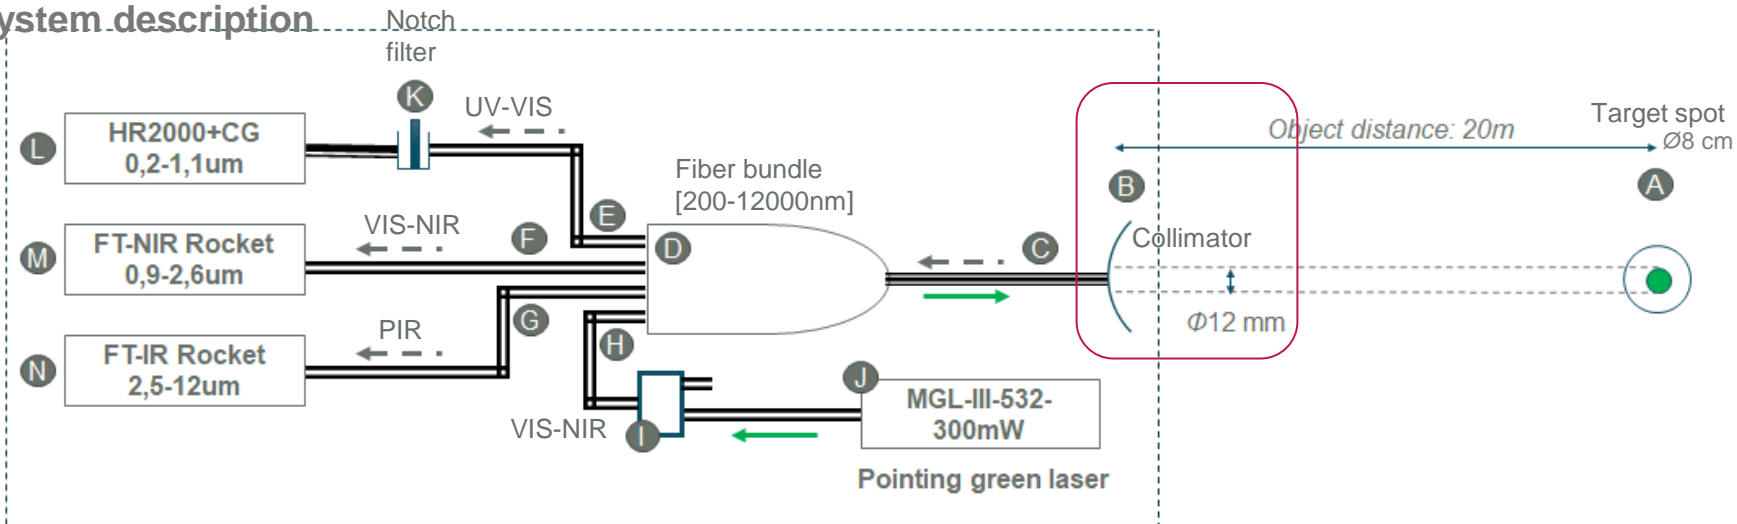 ystem description
Notch
filter
K
UV-VIS
L
HR2000+CG
0,2-1,1um
Fiber bundle
[200-12000nm]
Object distance: 20m
Target spot
Ø8 cm
B
A
E
VIS-NIR
F
M
FT-NIR Rocket
0,9-2,6um
D
C
Collimator
G
PIR
Φ12 mm
H
N
FT-IR Rocket
2,5-12um
J
MGL-III-532-
300mW
VIS-NIR
I
Pointing green laser